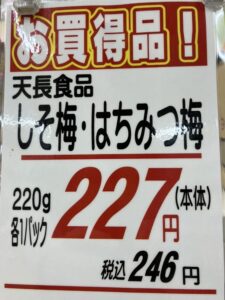 お買得品！
天長食品
しそ梅・はちみつ梅
220g
各1パック
227円
(本体)
税込 246 円